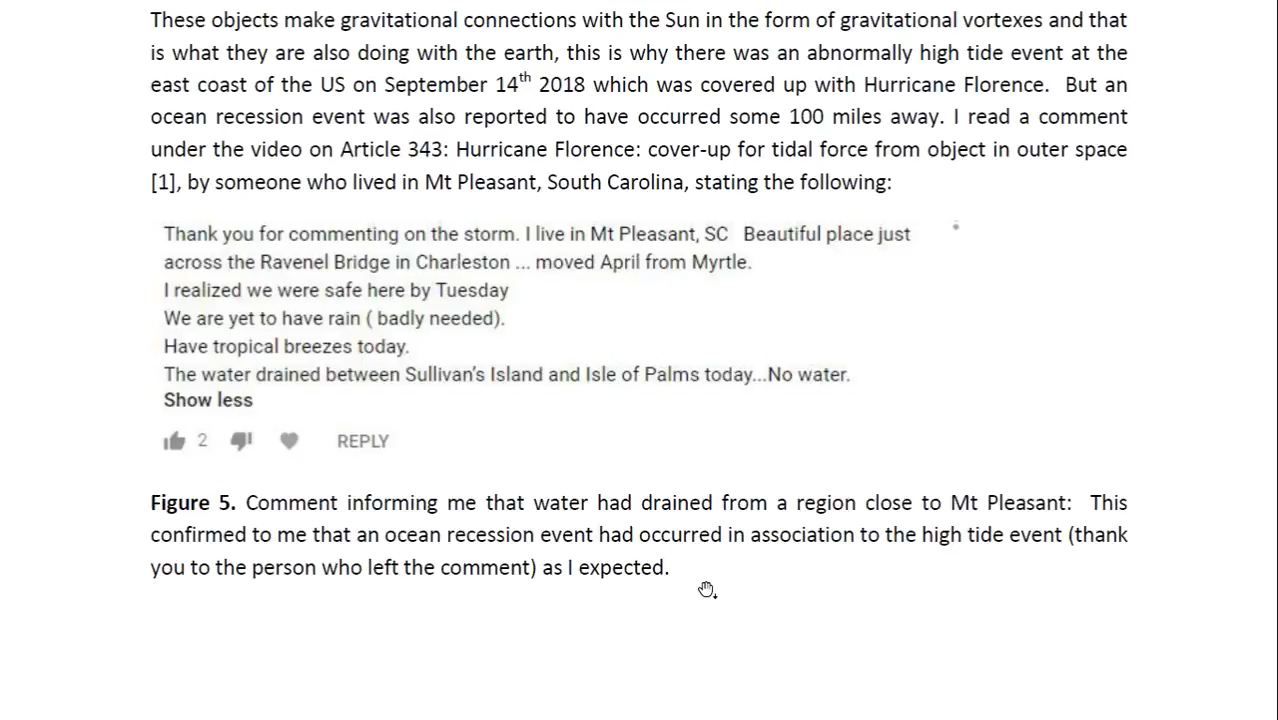 These objects make gravitational connections with the Sun in the form of gravitational vortexes and that
is what they are also doing with the earth, this is why there was an abnormally high tide event at the
east coast of the US on September 14th 2018 which was covered up with Hurricane Florence.  But an
ocean recession event was also reported to have occurred some 100 miles away. I read a comment
under the video on Article 343: Hurricane Florence: cover-up for tidal force from object in outer space
[1], by someone who lived in Mt Pleasant, South Carolina, stating the following:
Thank you for commenting on the storm. I live in Mt Pleasant, SC   Beautiful place just
across the Ravenel Bridge in Charleston ... moved April from Myrtle.
I realized we were safe here by Tuesday
We are yet to have rain ( badly needed).
Have tropical breezes today.
The water drained between Sullivan's Island and Isle of Palms today...No water.
Show less
2 REPLY
Figure 5. Comment informing me that water had drained from a region close to Mt Pleasant:  This
confirmed to me that an ocean recession event had occurred in association to the high tide event (thank
you to the person who left the comment) as I expected.